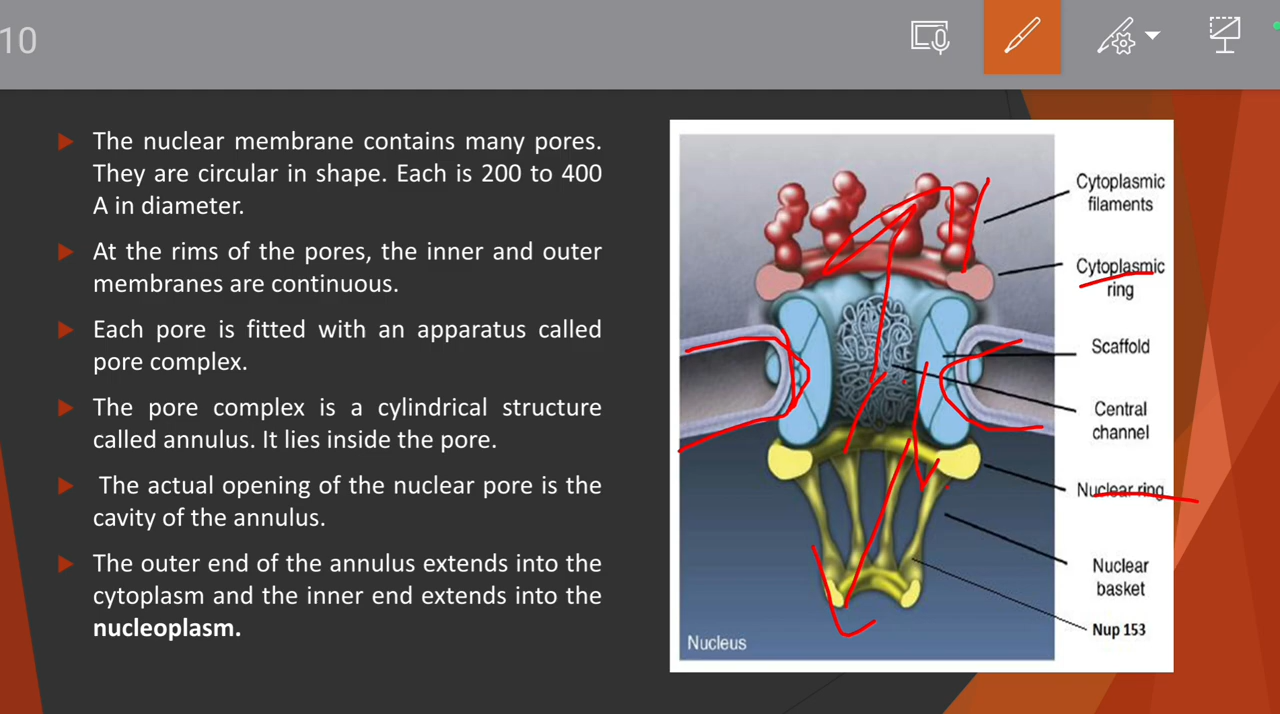 10
The nuclear membrane contains many pores.
They are circular in shape. Each is 200 to 400
A in diameter.
At the rims of the pores, the inner and outer
membranes are continuous.
Each pore is fitted with an apparatus called
pore complex.
The pore complex is a cylindrical structure
called annulus. It lies inside the pore.
The actual opening of the nuclear pore is the
cavity of the annulus.
The outer end of the annulus extends into the
cytoplasm and the inner end extends into the
nucleoplasm.
Cytoplasmic
filaments
Cytoplasmic
ring
Scaffold
Central
channel
Nuclear ring
Nuclear
basket
Nup 153
Nucleus